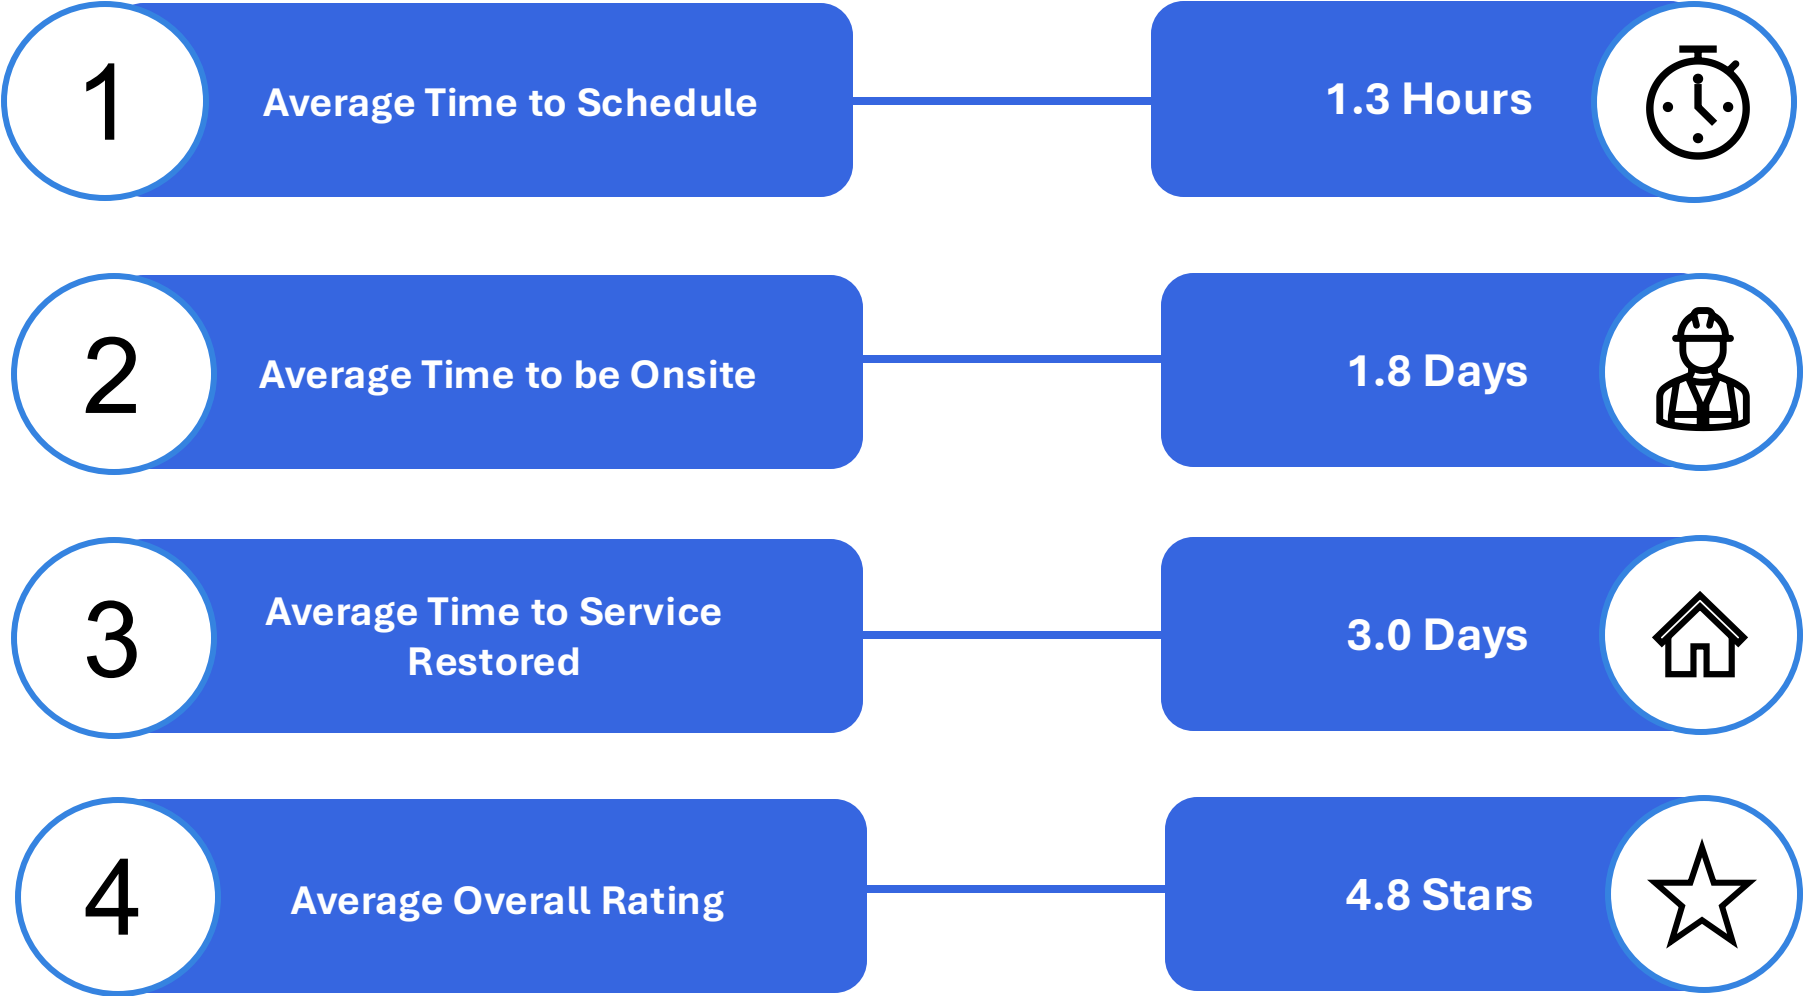 1
Average Time to Schedule
1.3 Hours
2
Average Time to be Onsite
1.8 Days
3
Average Time to Service
Restored
3.0 Days
4
Average Overall Rating
4.8 Stars